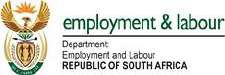 employment & labour
Department:
Employment and Labour
REPUBLIC OF SOUTH AFRICA